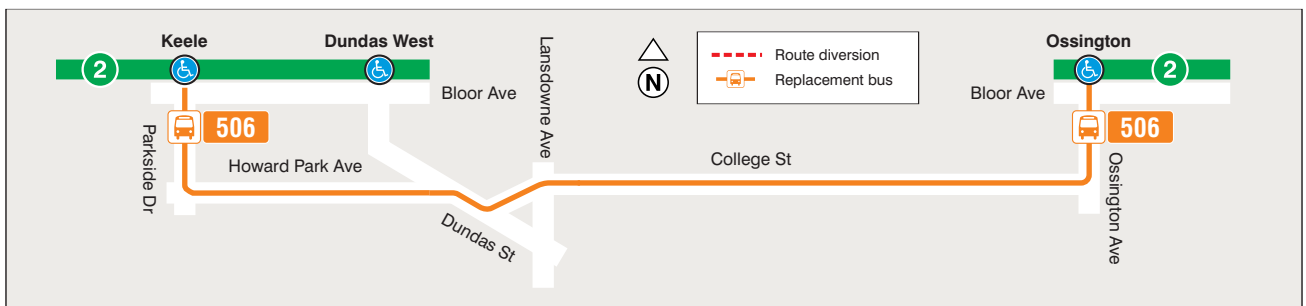 Keele
Dundas West
Lansdowne Ave
N
Route diversion
Replacement bus
Ossington
2
2
Bloor Ave
Bloor Ave
506
506
Parkside Dr
Howard Park Ave
College St
Ossington Ave
Dundas St